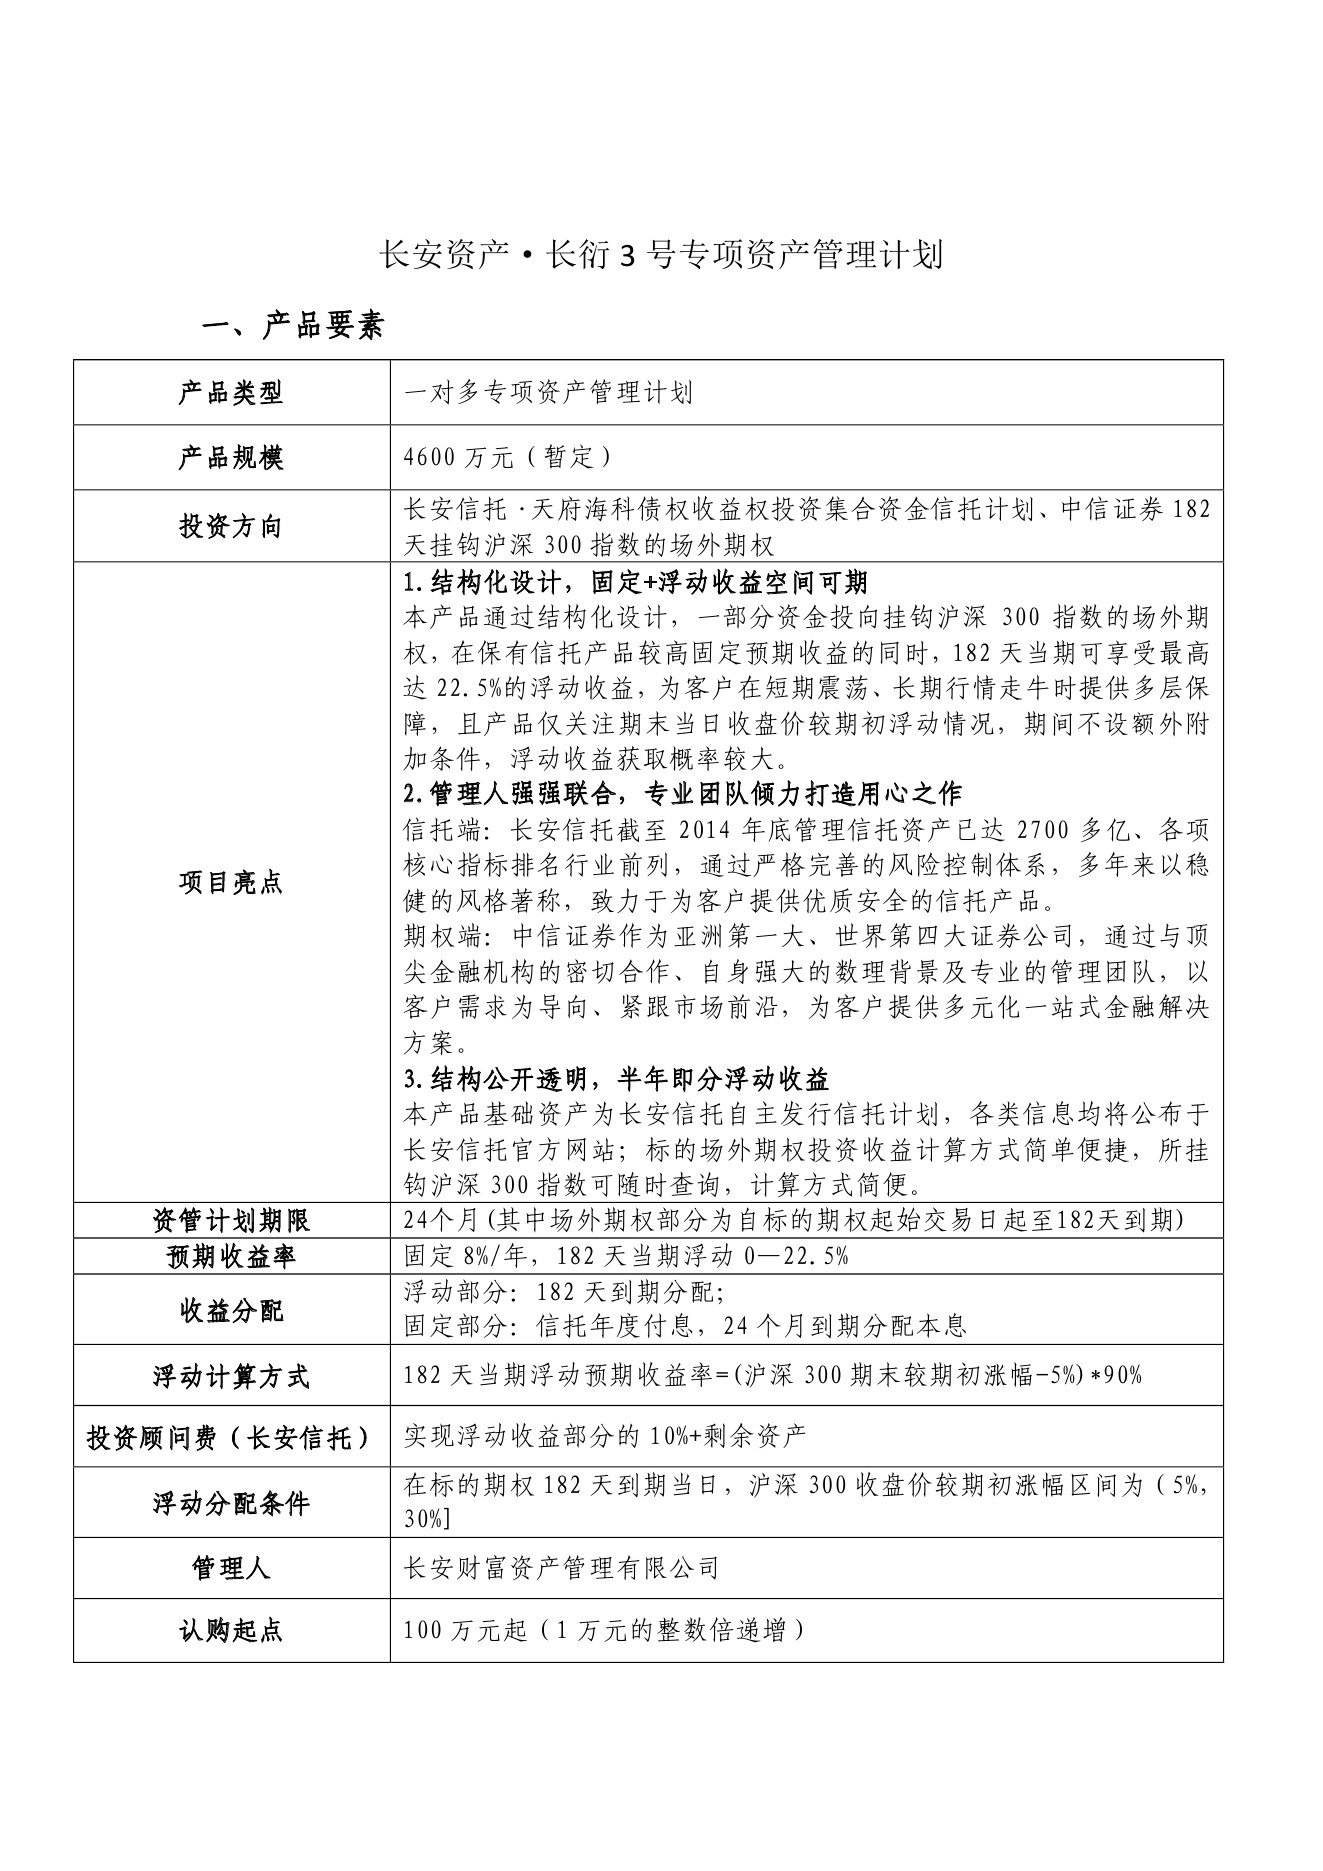 长安资产·长衍 3 号专项资产管理计划
一、产品要素
产品类型
一对多专项资产管理计划
产品规模
4600 万元（暂定）
投资方向
长安信托·天府海科债权收益权投资集合资金信托计划、中信证券 182
天挂钩沪深 300 指数的场外期权
项目亮点
1.结构化设计，固定+浮动收益空间可期
本产品通过结构化设计，一部分资金投向挂钩沪深 300 指数的场外期
权，在保有信托产品较高固定预期收益的同时，182 天当期可享受最高
达 22.5%的浮动收益，为客户在短期震荡、长期行情走牛时提供多层保
障，且产品仅关注期末当日收盘价较期初浮动情况，期间不设额外附
加条件，浮动收益获取概率较大。
2.管理人强强联合，专业团队倾力打造用心之作
信托端：长安信托截至 2014 年底管理信托资产已达 2700 多亿、各项
核心指标排名行业前列，通过严格完善的风险控制体系，多年来以稳
健的风格著称，致力于为客户提供优质安全的信托产品。
期权端：中信证券作为亚洲第一大、世界第四大证券公司，通过与顶
尖金融机构的密切合作、自身强大的数理背景及专业的管理团队，以
客户需求为导向、紧跟市场前沿，为客户提供多元化一站式金融解决
方案。
3.结构公开透明，半年即分浮动收益
本产品基础资产为长安信托自主发行信托计划，各类信息均将公布于
长安信托官方网站；标的场外期权投资收益计算方式简单便捷，所挂
钩沪深 300 指数可随时查询，计算方式简便。
资管计划期限
24个月(其中场外期权部分为自标的期权起始交易日起至182天到期)
预期收益率
固定 8%/年，182 天当期浮动 0—22.5%
收益分配
浮动部分：182 天到期分配；
固定部分：信托年度付息，24 个月到期分配本息
浮动计算方式
182 天当期浮动预期收益率=(沪深 300 期末较期初涨幅-5%)*90%
投资顾问费（长安信托）
实现浮动收益部分的 10%+剩余资产
浮动分配条件
在标的期权 182 天到期当日，沪深 300 收盘价较期初涨幅区间为（5%，
30%]
管理人
长安财富资产管理有限公司
认购起点
100 万元起（1 万元的整数倍递增）